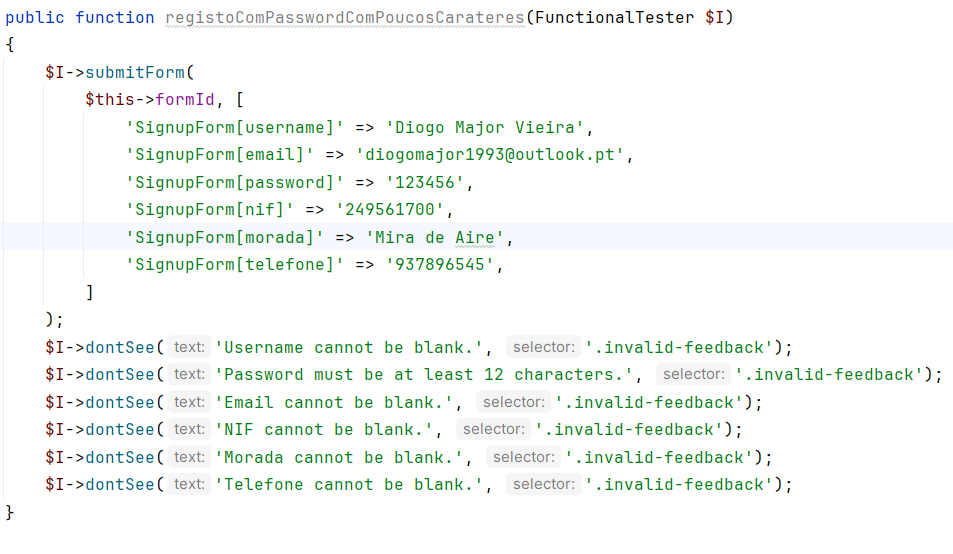 public function registoComPasswordComPoucosCarateres(FunctionalTester $I)
{
$I->submitForm(
$this->formId, [
'SignupForm[username]' => 'Diogo Major Vieira',
'SignupForm[email]' => 'diogomajor1993@outlook.pt',
'SignupForm[password]' => '123456',
'SignupForm[nif]' => '249561700',
'SignupForm[morada]' => 'Mira de Aire',
'SignupForm[telefone]' => '937896545',
]
);
$I->dontSee( text: 'Username cannot be blank.', selector: '.invalid-feedback');
$I->dontSee( text: 'Password must be at least 12 characters.', selector: '.invalid-feedback');
$I->dontSee( text: 'Email cannot be blank.', selector: '.invalid-feedback');
$I->dontSee( text: 'NIF cannot be blank.', selector: '.invalid-feedback');
$I->dontSee( text: 'Morada cannot be blank.', selector: '.invalid-feedback');
$I->dontSee( text: 'Telefone cannot be blank.', selector: '.invalid-feedback');
}